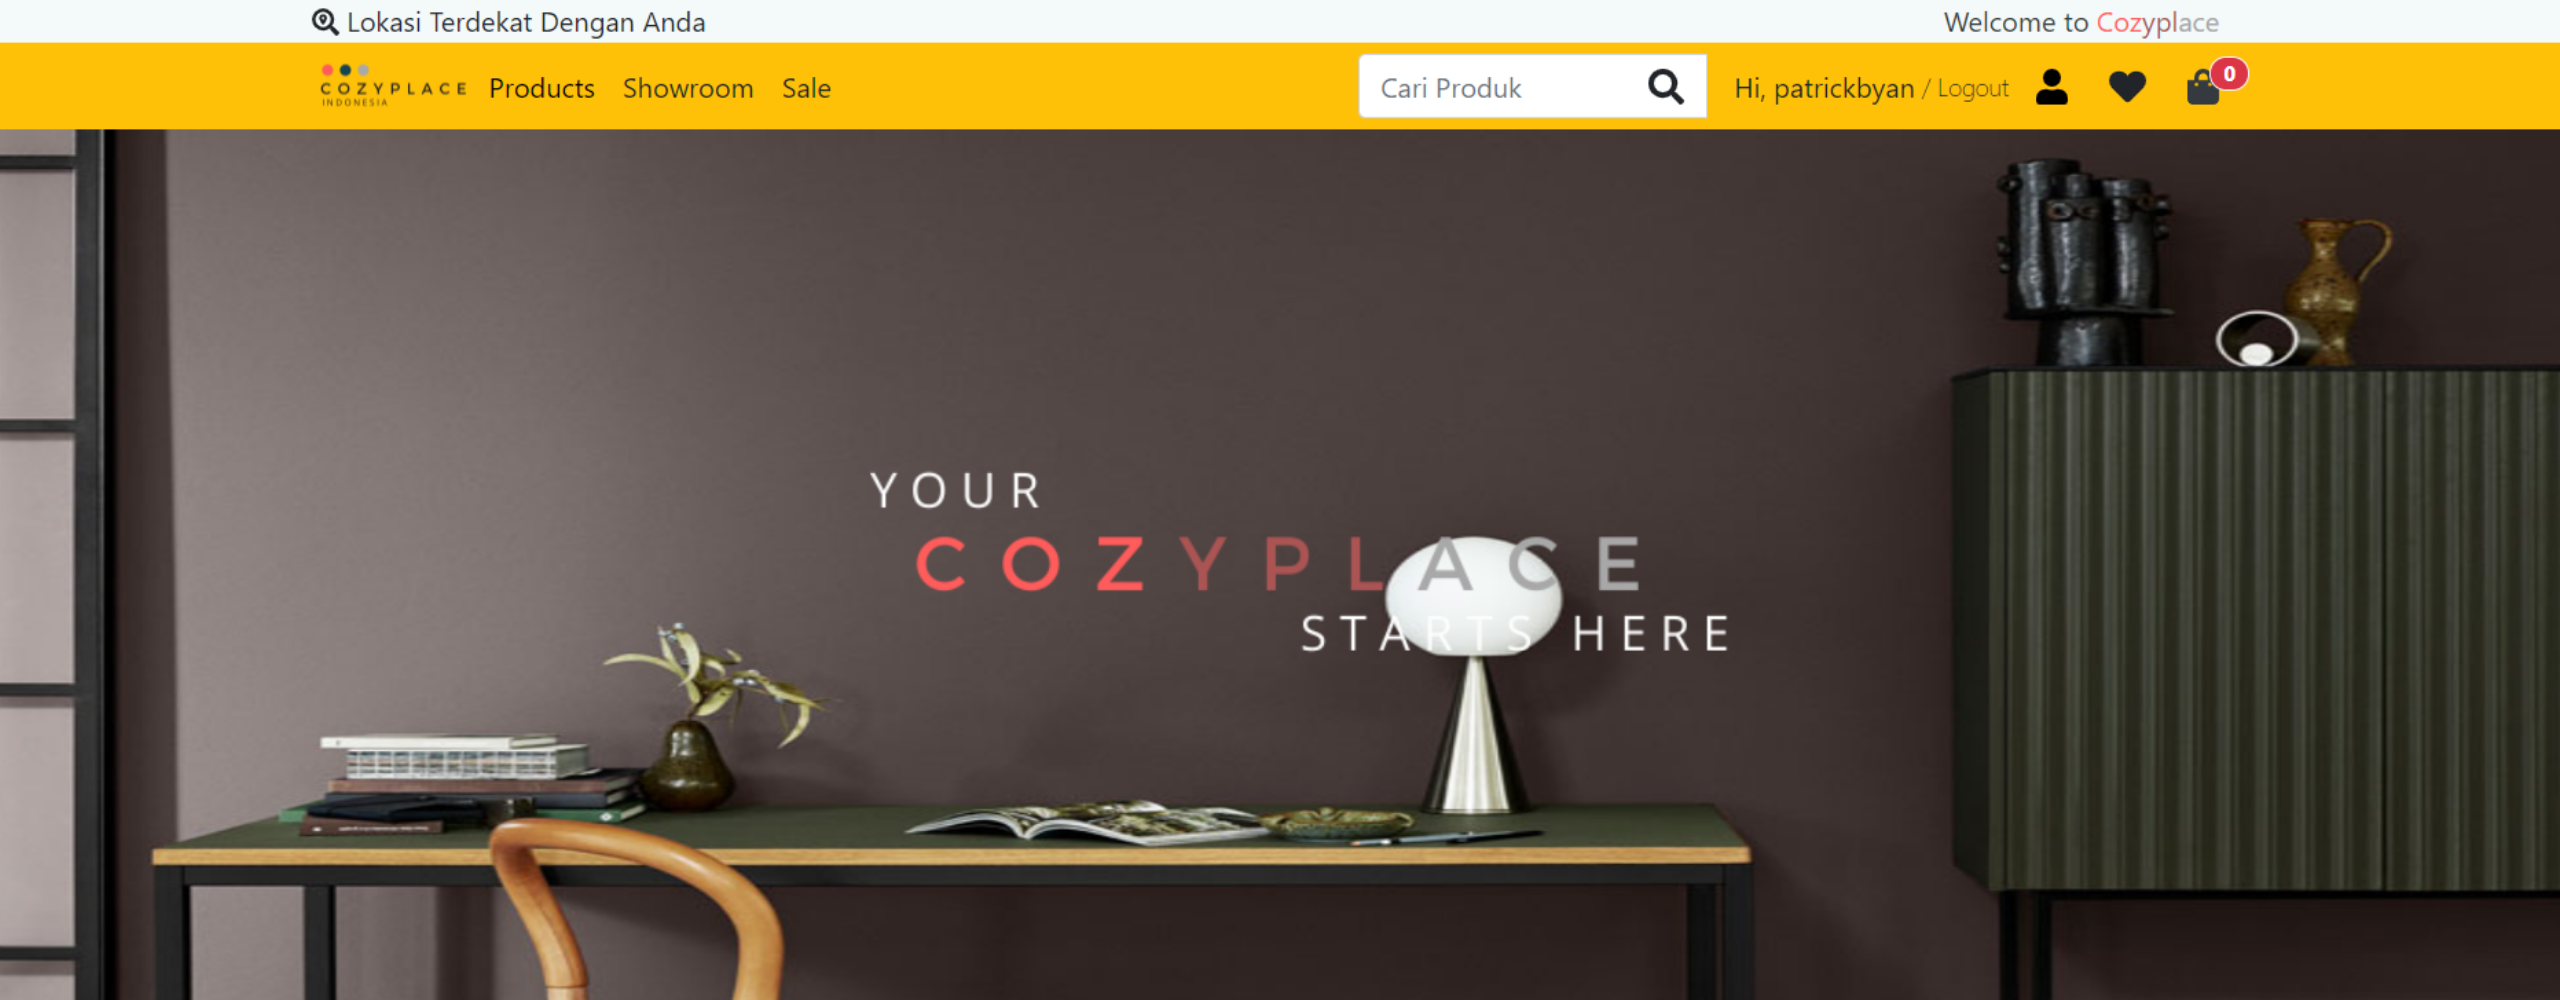 Lokasi Terdekat Dengan Anda
Welcome to Cozyplace
COZYPLACE
INDONESIA
Products
Showroom
Sale
Cari Produk
Hi, patrickbyan / Logout
0
YOUR
COZYPLACE
STARTS HERE